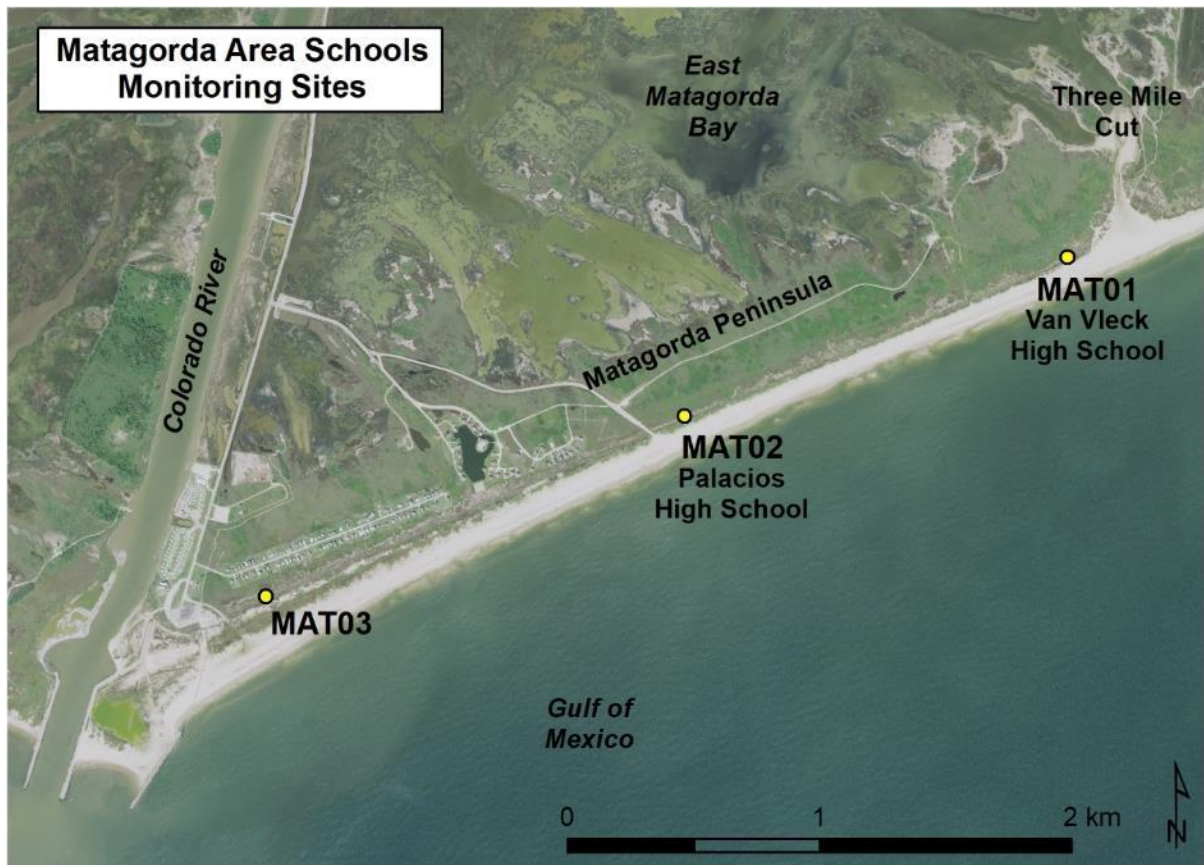 Matagorda Area Schools
Monitoring Sites
East
Matagorda
Bay
Three Mile
Cut
Colorado River
Matagorda Peninsula
MAT01
Van Vleck
High School
MAT02
Palacios
High School
MAT03
Gulf of
Mexico
0 1 2 km
N